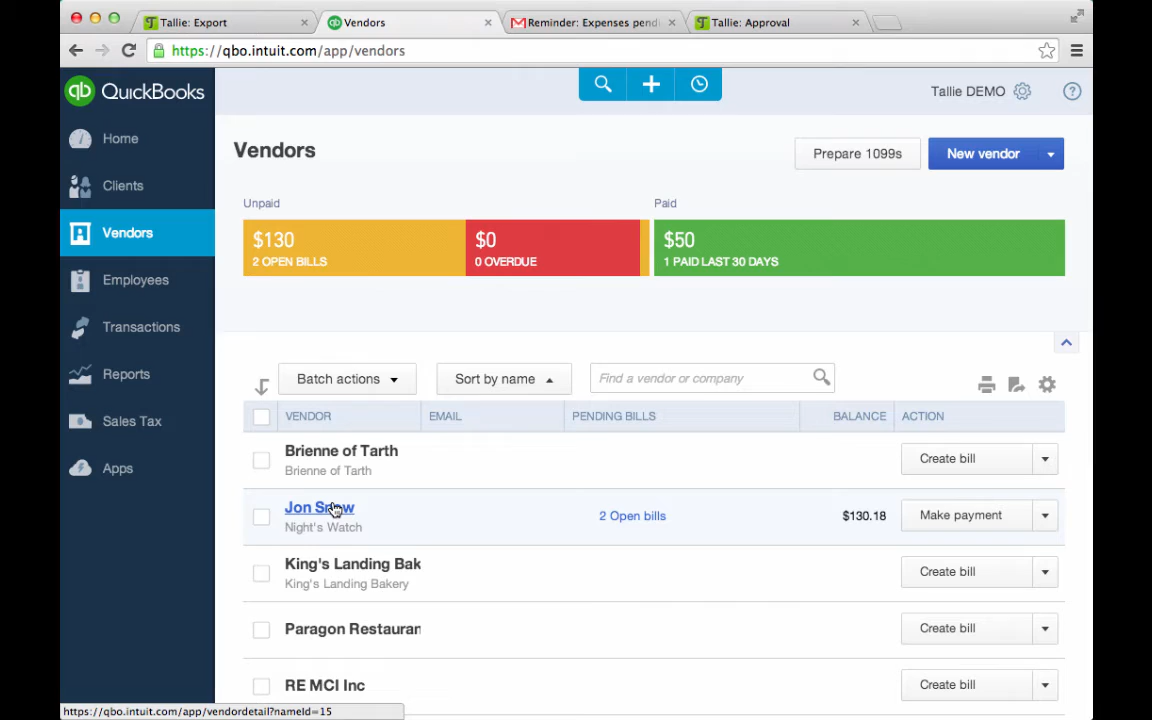 Tallie: Export
Vendors
Reminder: Expenses pend
Tallie: Approval
https://qbo.intuit.com/app/vendors
qb QuickBooks
Tallie DEMO
Home
Clients
Vendors
Employees
Transactions
Reports
Sales Tax
Apps
Vendors
Prepare 1099s
New vendor
Unpaid
Paid
$130
2 OPEN BILLS
$0
0 OVERDUE
$50
1 PAID LAST 30 DAYS
Batch actions
Sort by name
Find a vendor or company
VENDOR EMAIL PENDING BILLS BALANCE ACTION
Brienne of Tarth
Brienne of Tarth
Create bill
Jon Snow
Night's Watch
2 Open bills
$130.18
Make payment
King's Landing Bak
King's Landing Bakery
Create bill
Paragon Restauran
Create bill
RE MCI Inc
Create bill
https://qbo.intuit.com/app/vendordetail?nameId=15